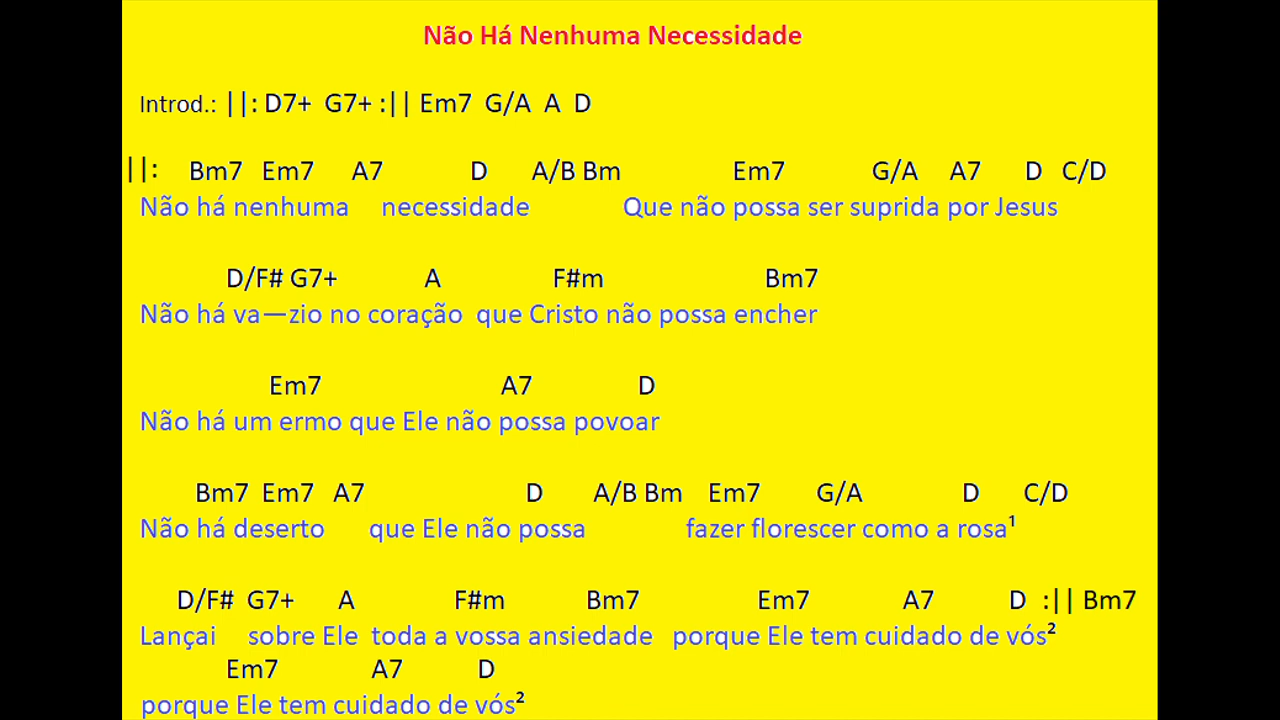 Não Há Nenhuma Necessidade
Introd.: ||: D7+ G7+ :|| Em7 G/A A D
||: Bm7 Em7 A7 D A/B Bm Em7 G/A A7 D C/D
Não há nenhuma necessidade Que não possa ser suprida por Jesus
D/F# G7+ A F#m Bm7
Não há va—zio no coração que Cristo não possa encher
Em7 A7 D
Não há um ermo que Ele não possa povoar
Bm7 Em7 A7 D A/B Bm Em7 G/A D C/D
Não há deserto que Ele não possa fazer florescer como a rosa¹
D/F# G7+ A F#m Bm7 Em7 A7 D :|| Bm7
Lançai sobre Ele toda a vossa ansiedade porque Ele tem cuidado de vós²
Em7 A7 D
porque Ele tem cuidado de vós²